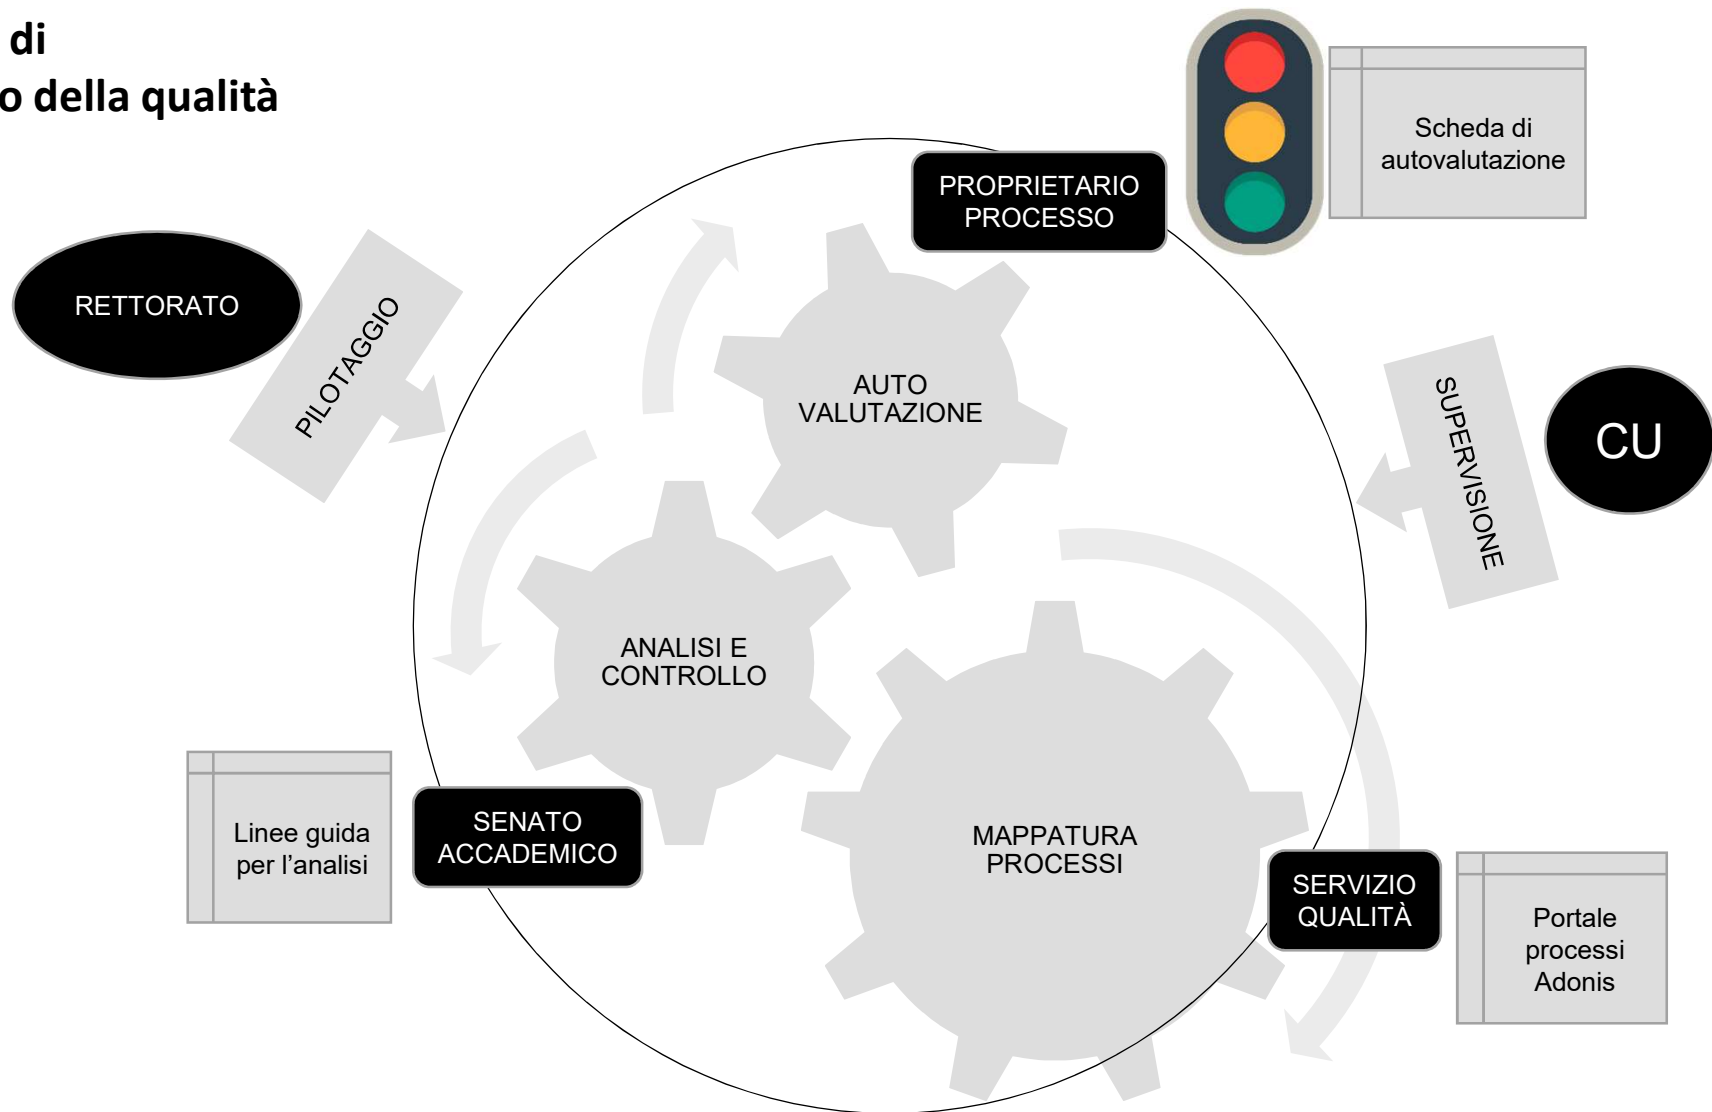 di
o della qualità
PROPRIETARIO
PROCESSO
Scheda di
autovalutazione
RETTORATO
PILOTAGGIO
AUTO
VALUTAZIONE
SUPERVISIONE
CU
ANALISI E
CONTROLLO
Linee guida
per l’analisi
SENATO
ACCADEMICO
MAPPATURA
PROCESSI
SERVIZIO
QUALITÀ
Portale
processi
Adonis